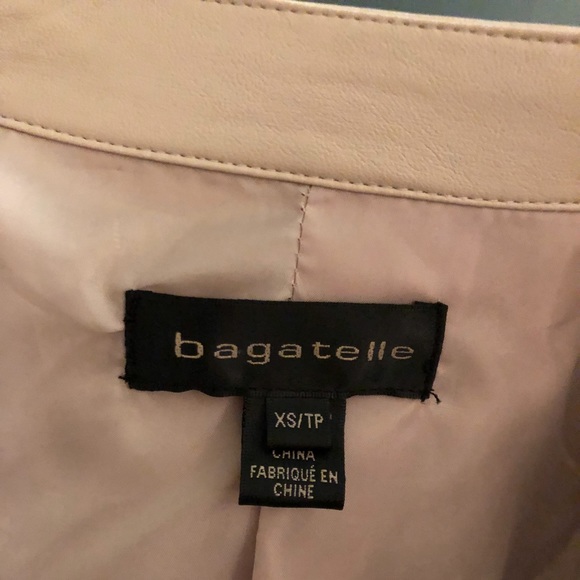 bagatelle
XS/TP
CHINA
FABRIQUÉ EN
CHINE